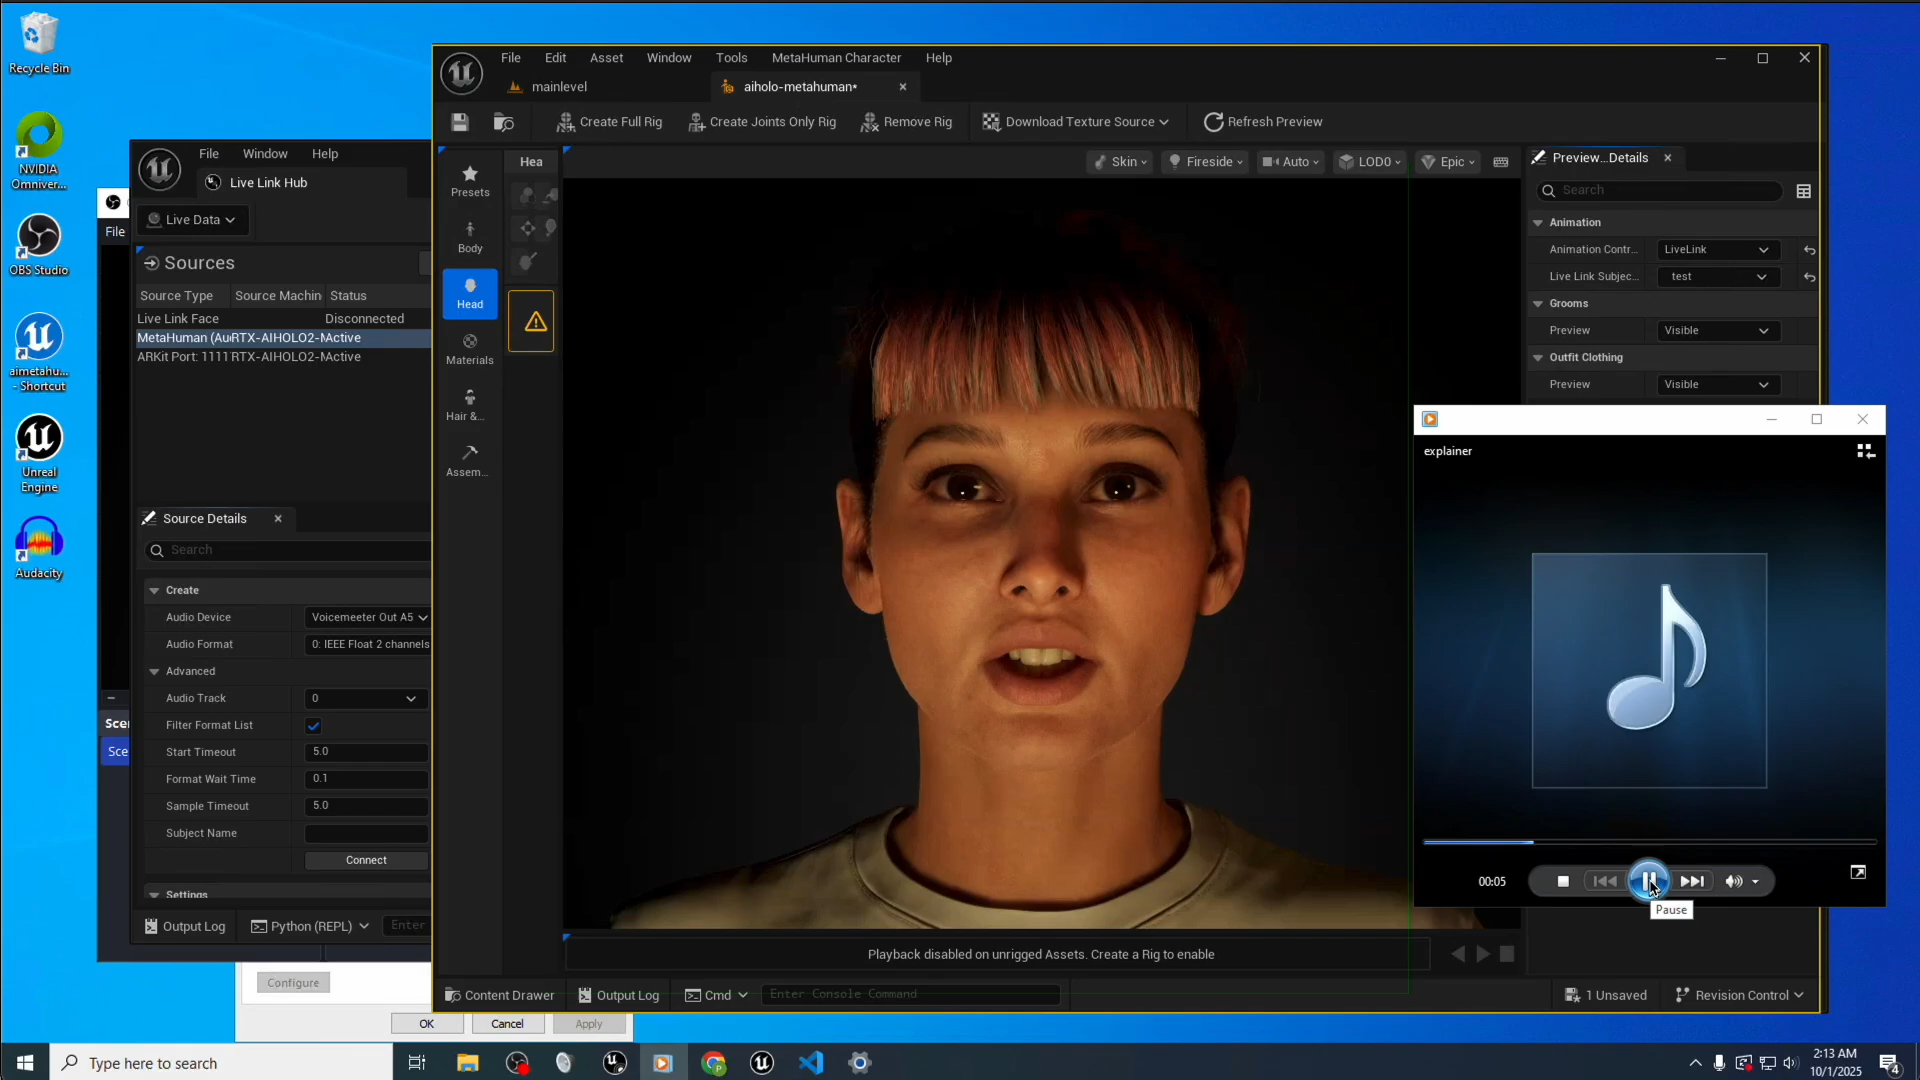 Recycle Bin
NVIDIA
Omniver...
OBS Studio
aimetahu...
- Shortcut
Unreal
Engine
Audacity
File
Scer
Sce
File Window Help
Live Link Hub
Live Data
Sources
Source Type Source Machin Status
Live Link Face Disconnected
MetaHuman (Au RTX-AIHOLO2-M Active
ARKit Port: 1111 RTX-AIHOLO2-M Active
Source Details
Search
Create
Audio Device Voicemeeter Out A5
Audio Format 0: IEEE Float 2 channels
Advanced
Audio Track 0
Filter Format List
Start Timeout 5.0
Format Wait Time 0.1
Sample Timeout 5.0
Subject Name
Connect
Settings
Output Log Python (REPL) Enter
Configure
OK Cancel Apply
File Edit Asset Window Tools MetaHuman Character Help
mainlevel aiholo-metahuman*
Create Full Rig Create Joints Only Rig Remove Rig Download Texture Source Refresh Preview
Presets
Body
Head
Materials
Hair &...
Assem...
Hea
Skin Fireside Auto LOD0 Epic
Preview...Details
Search
Animation
Animation Contr... LiveLink
Live Link Subjec... test
Grooms
Preview Visible
Outfit Clothing
Preview Visible
Playback disabled on unrigged Assets. Create a Rig to enable
Content Drawer Output Log Cmd Enter Console Command 1 Unsaved Revision Control
explainer
00:05
Pause
Type here to search
2:13 AM
10/1/2025
4